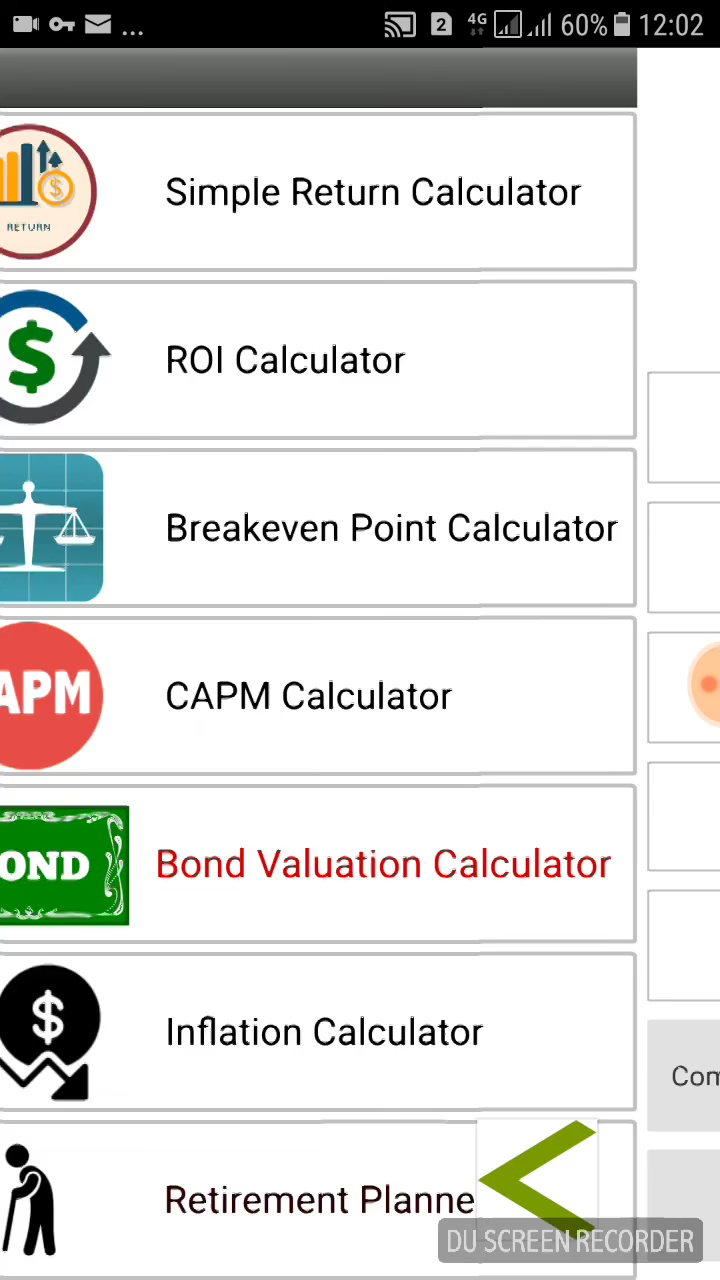 ... 2 4G 60% 12:02
RETURN
Simple Return Calculator
$
ROI Calculator
Breakeven Point Calculator
APM
CAPM Calculator
OND
Bond Valuation Calculator
$
Inflation Calculator
Com
Retirement Planne
DU SCREEN RECORDER